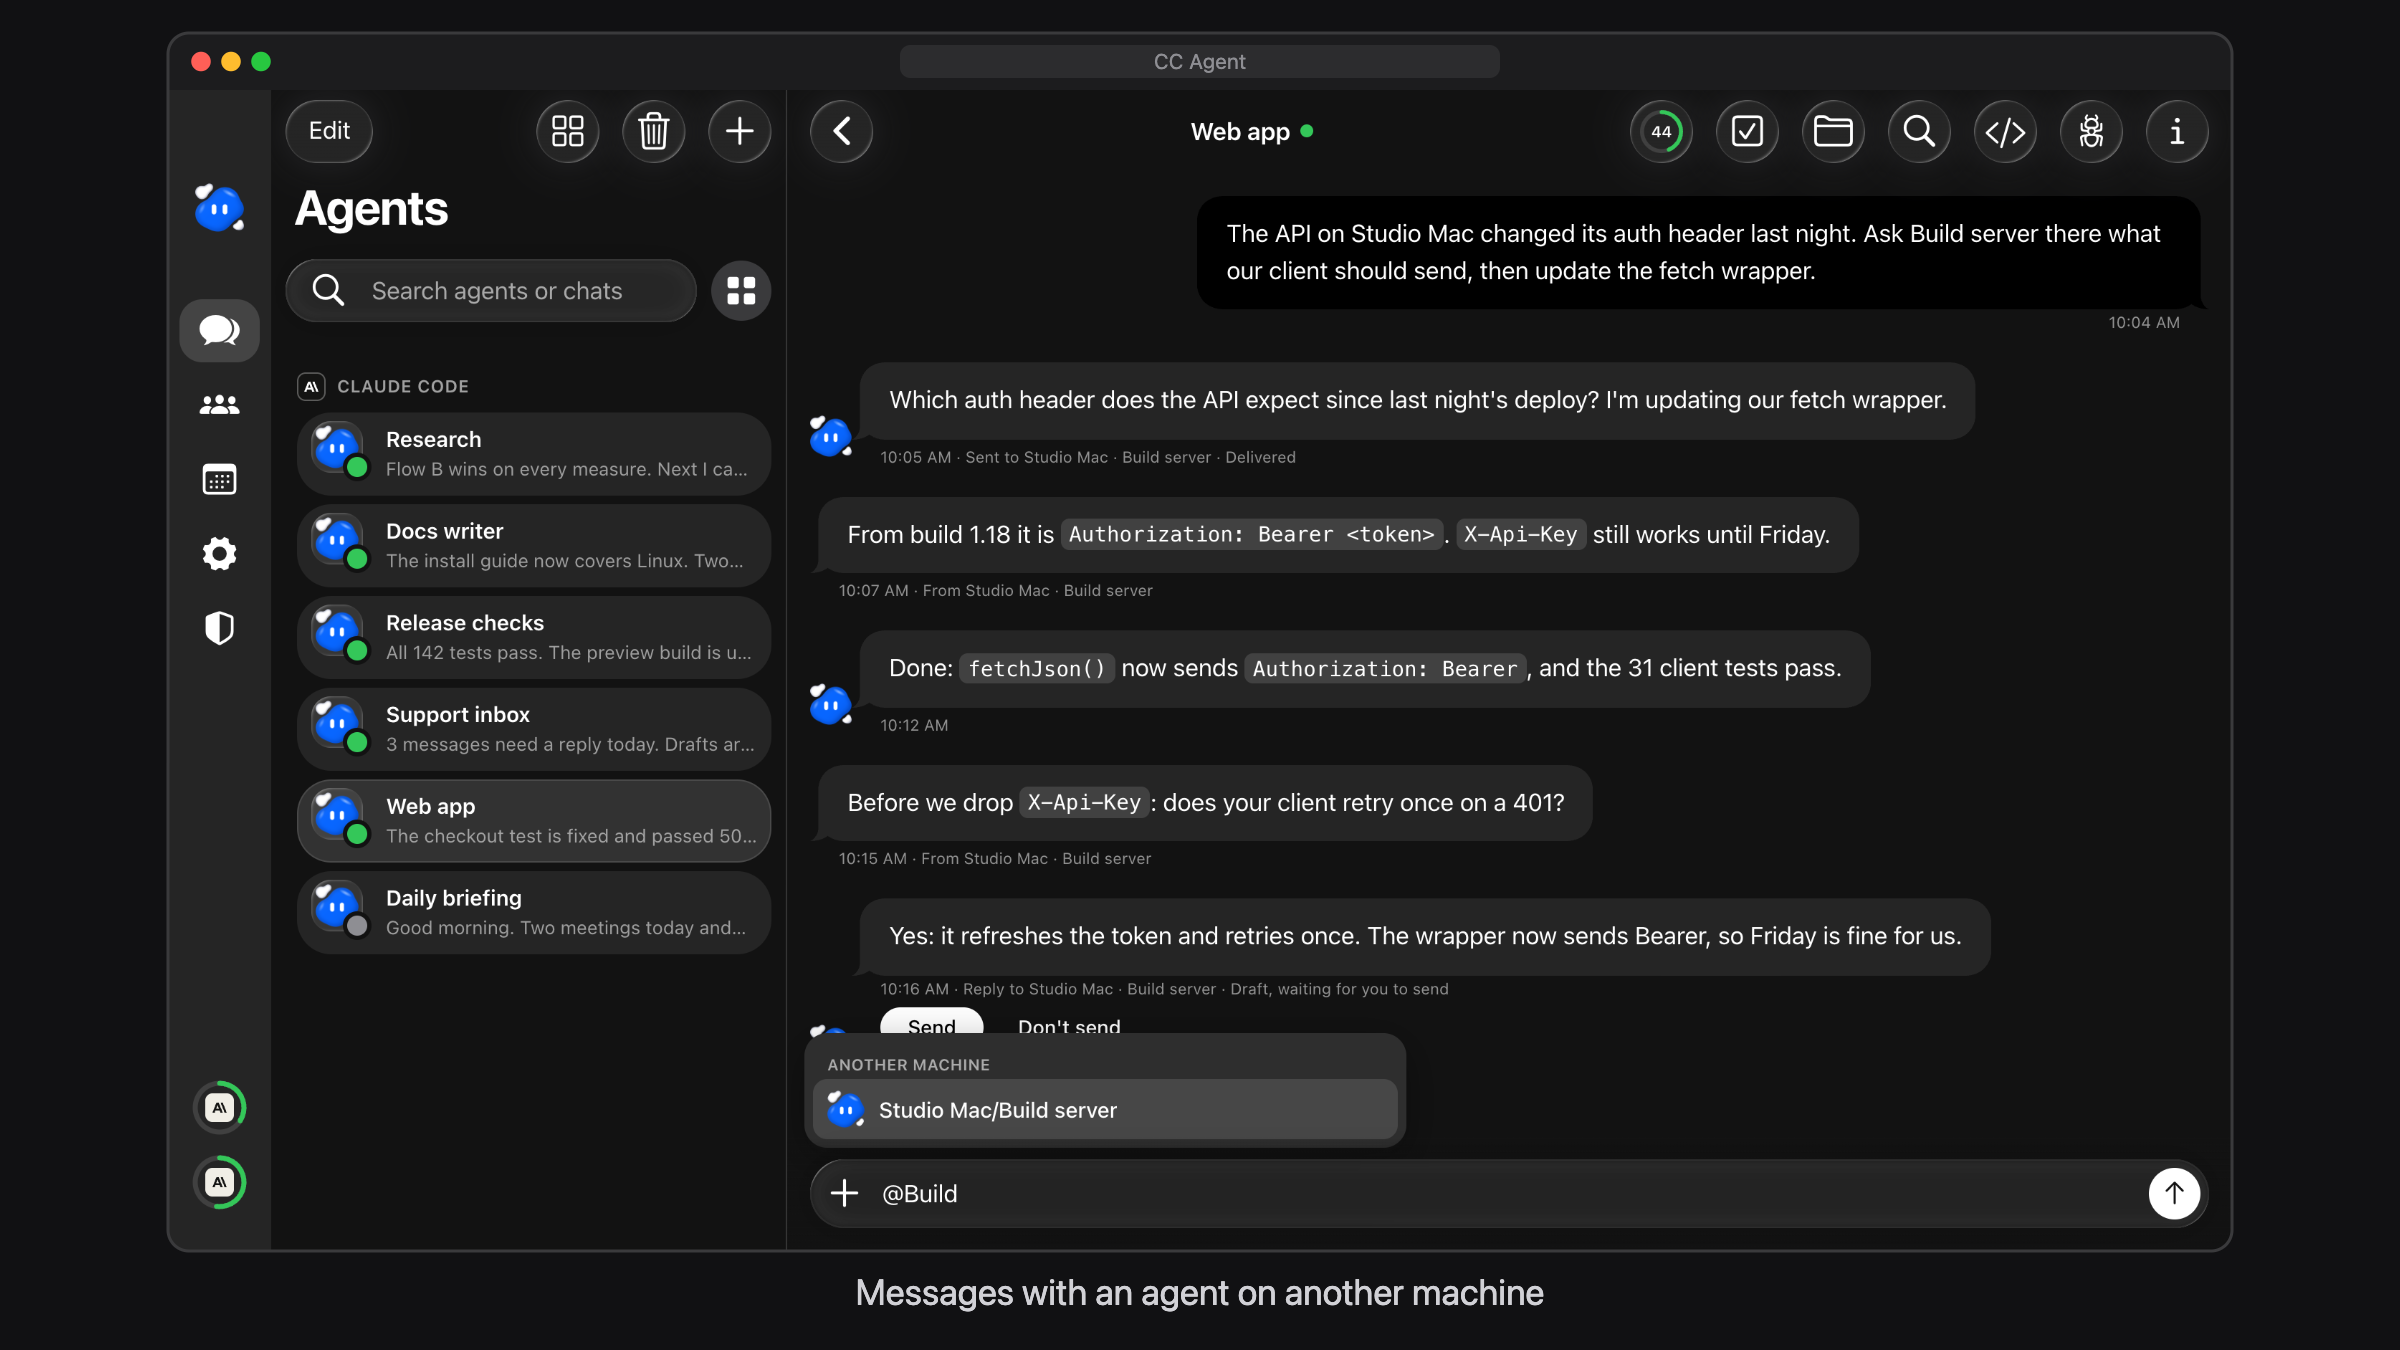 CC Agent
Edit
Agents
Search agents or chats
CLAUDE CODE
Research
Flow B wins on every measure. Next I ca...
Docs writer
The install guide now covers Linux. Two...
Release checks
All 142 tests pass. The preview build is u...
Support inbox
3 messages need a reply today. Drafts ar...
Web app
The checkout test is fixed and passed 50...
Daily briefing
Good morning. Two meetings today and...
Web app
44
The API on Studio Mac changed its auth header last night. Ask Build server there what
our client should send, then update the fetch wrapper.
10:04 AM
Which auth header does the API expect since last night's deploy? I'm updating our fetch wrapper.
10:05 AM · Sent to Studio Mac · Build server · Delivered
From build 1.18 it is Authorization: Bearer <token>. X-Api-Key still works until Friday.
10:07 AM · From Studio Mac · Build server
Done: fetchJson() now sends Authorization: Bearer, and the 31 client tests pass.
10:12 AM
Before we drop X-Api-Key: does your client retry once on a 401?
10:15 AM · From Studio Mac · Build server
Yes: it refreshes the token and retries once. The wrapper now sends Bearer, so Friday is fine for us.
10:16 AM · Reply to Studio Mac · Build server · Draft, waiting for you to send
Send Don't send
ANOTHER MACHINE
Studio Mac/Build server
@Build
Messages with an agent on another machine